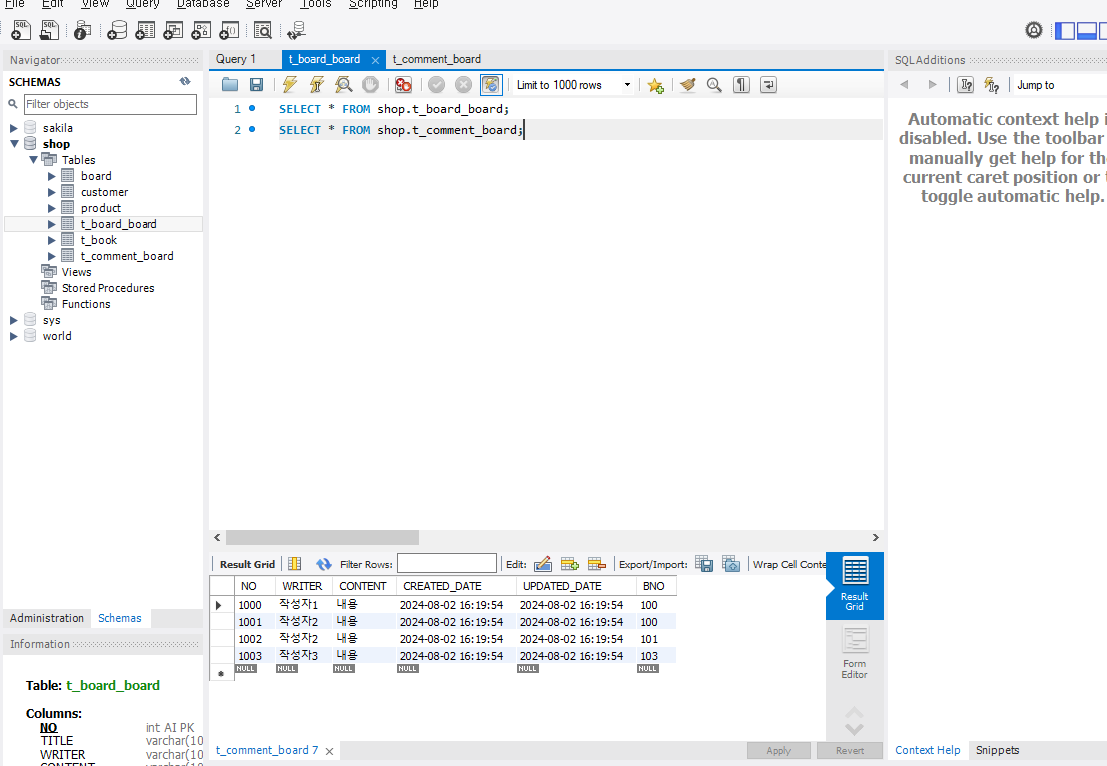 File Edit View Query Database Server Tools Scripting Help
Navigator
SCHEMAS
Filter objects
sakila
shop
Tables
board
customer
product
t_board_board
t_book
t_comment_board
Views
Stored Procedures
Functions
sys
world
Administration Schemas
Information
Table: t_board_board
Columns:
NO int AI PK
TITLE varchar(10
WRITER varchar(10
CONTENT varchar(10
Query 1 t_board_board t_comment_board
Limit to 1000 rows
1 SELECT * FROM shop.t_board_board;
2 SELECT * FROM shop.t_comment_board;
Result Grid Filter Rows: Edit: Export/Import: Wrap Cell Conte
NO WRITER CONTENT CREATED_DATE UPDATED_DATE BNO
1000 작성자1 내용 2024-08-02 16:19:54 2024-08-02 16:19:54 100
1001 작성자2 내용 2024-08-02 16:19:54 2024-08-02 16:19:54 100
1002 작성자2 내용 2024-08-02 16:19:54 2024-08-02 16:19:54 101
1003 작성자3 내용 2024-08-02 16:19:54 2024-08-02 16:19:54 103
NULL NULL NULL NULL NULL NULL
Result
Grid
Form
Editor
t_comment_board 7 Apply Revert
SQLAdditions
Jump to
Automatic context help i
disabled. Use the toolbar
manually get help for the
current caret position or t
toggle automatic help.
Context Help Snippets